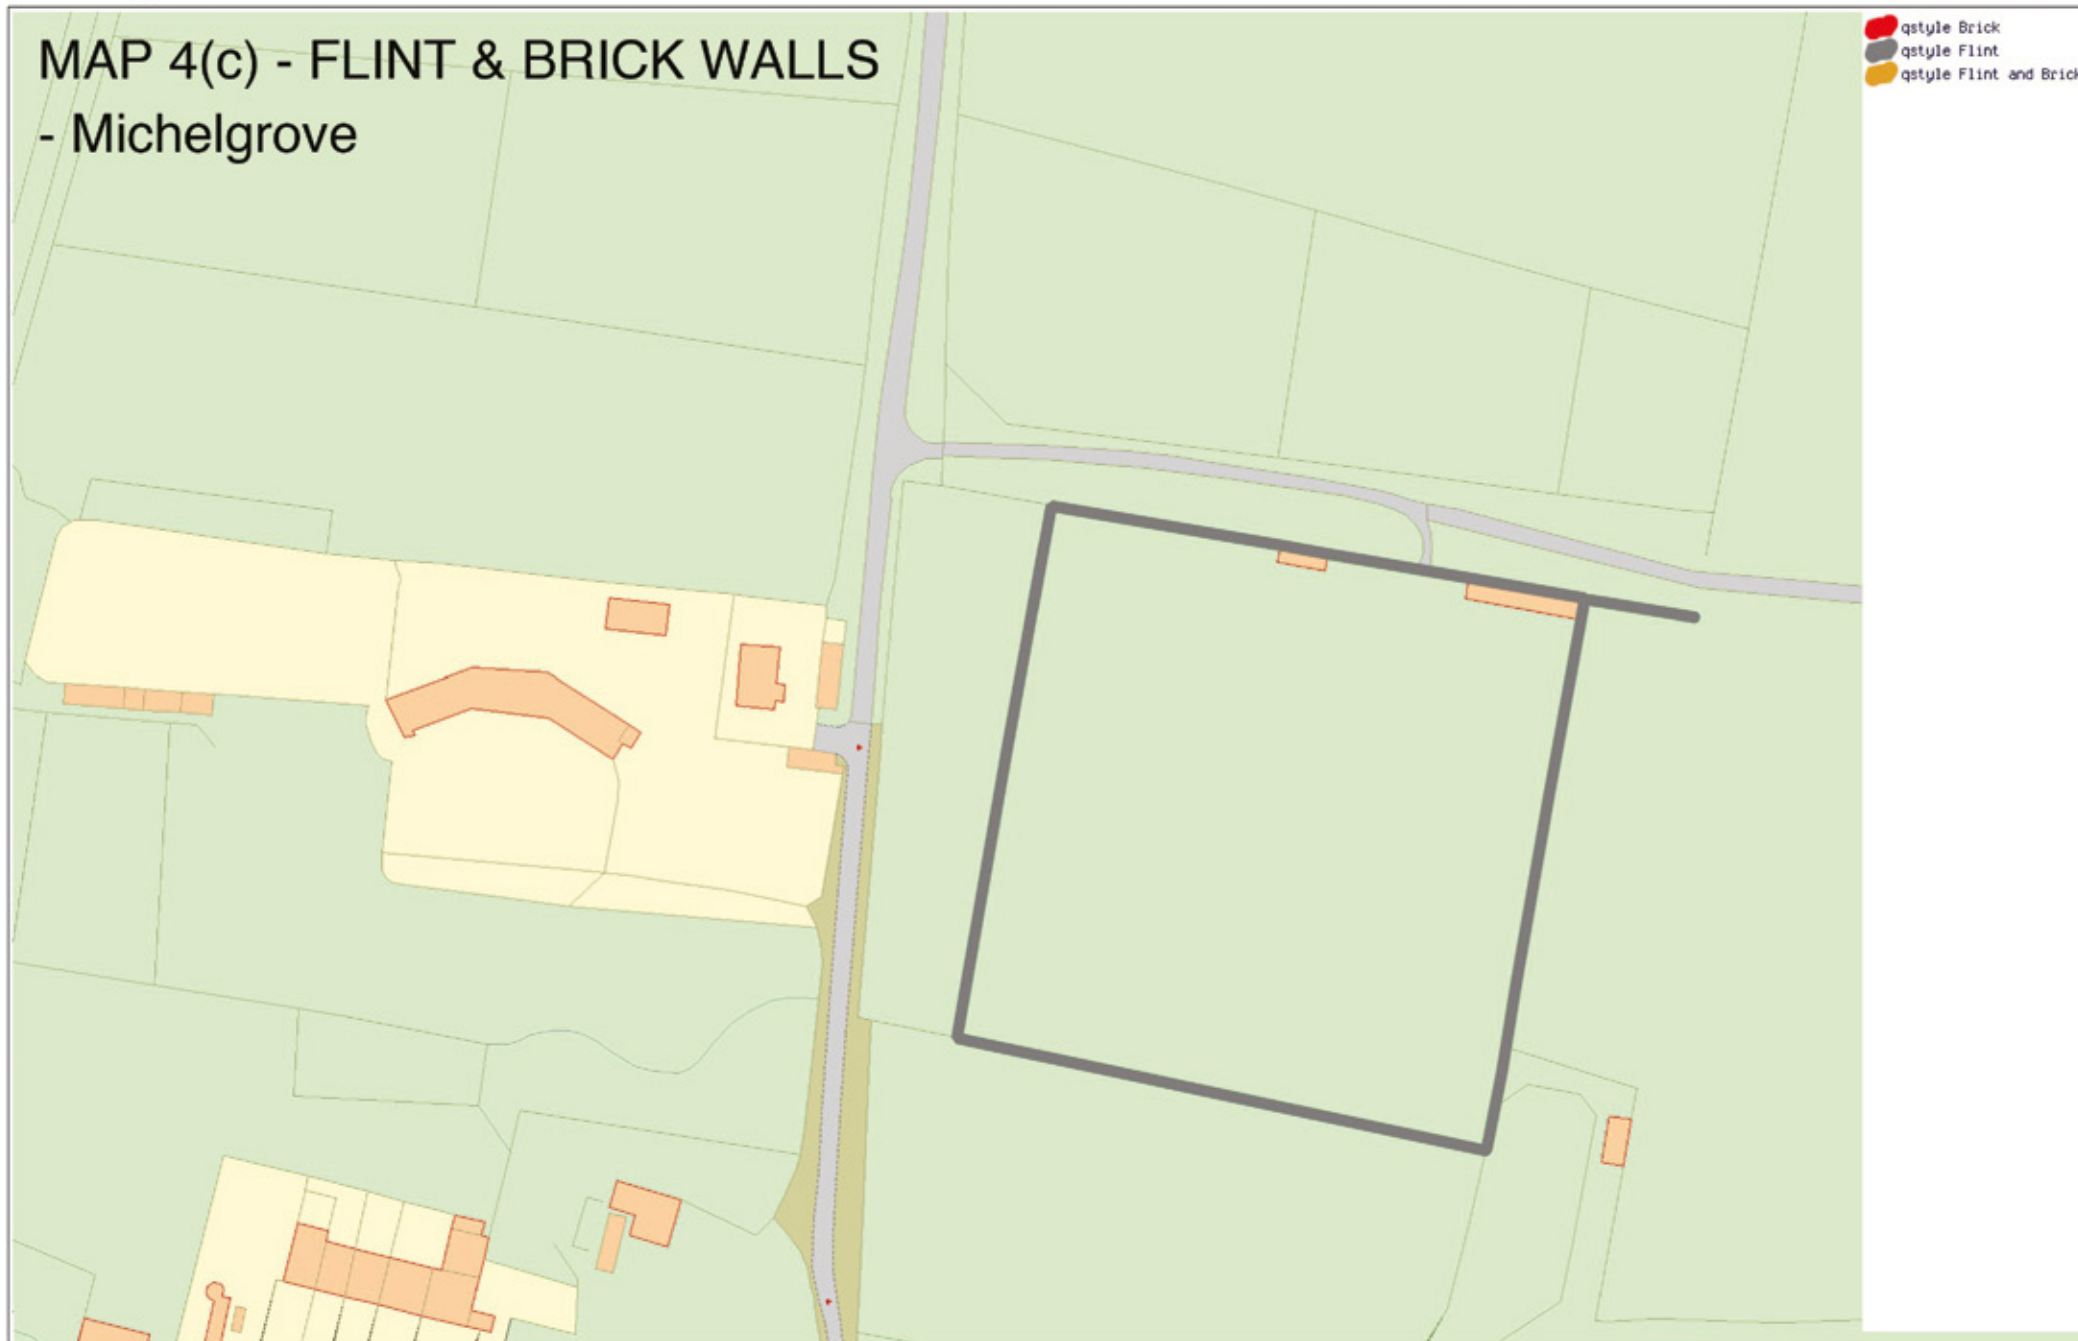 MAP 4(c) - FLINT & BRICK WALLS
- Michelgrove
qstyle Brick
qstyle Flint
qstyle Flint and Brick